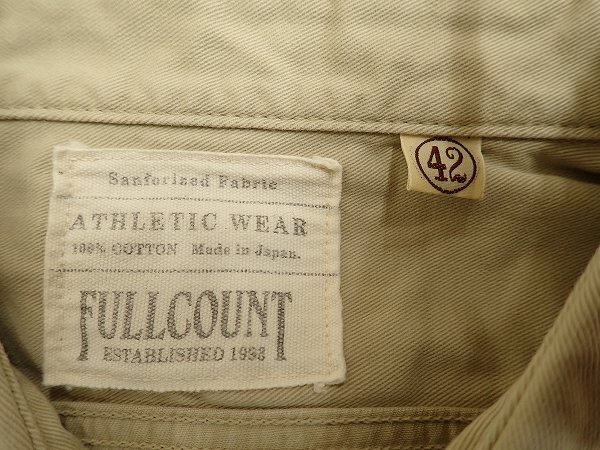 Sanforized Fabric
ATHLETIC WEAR
100% COTTON Made in Japan.
FULLCOUNT
ESTABLISHED 1993
42